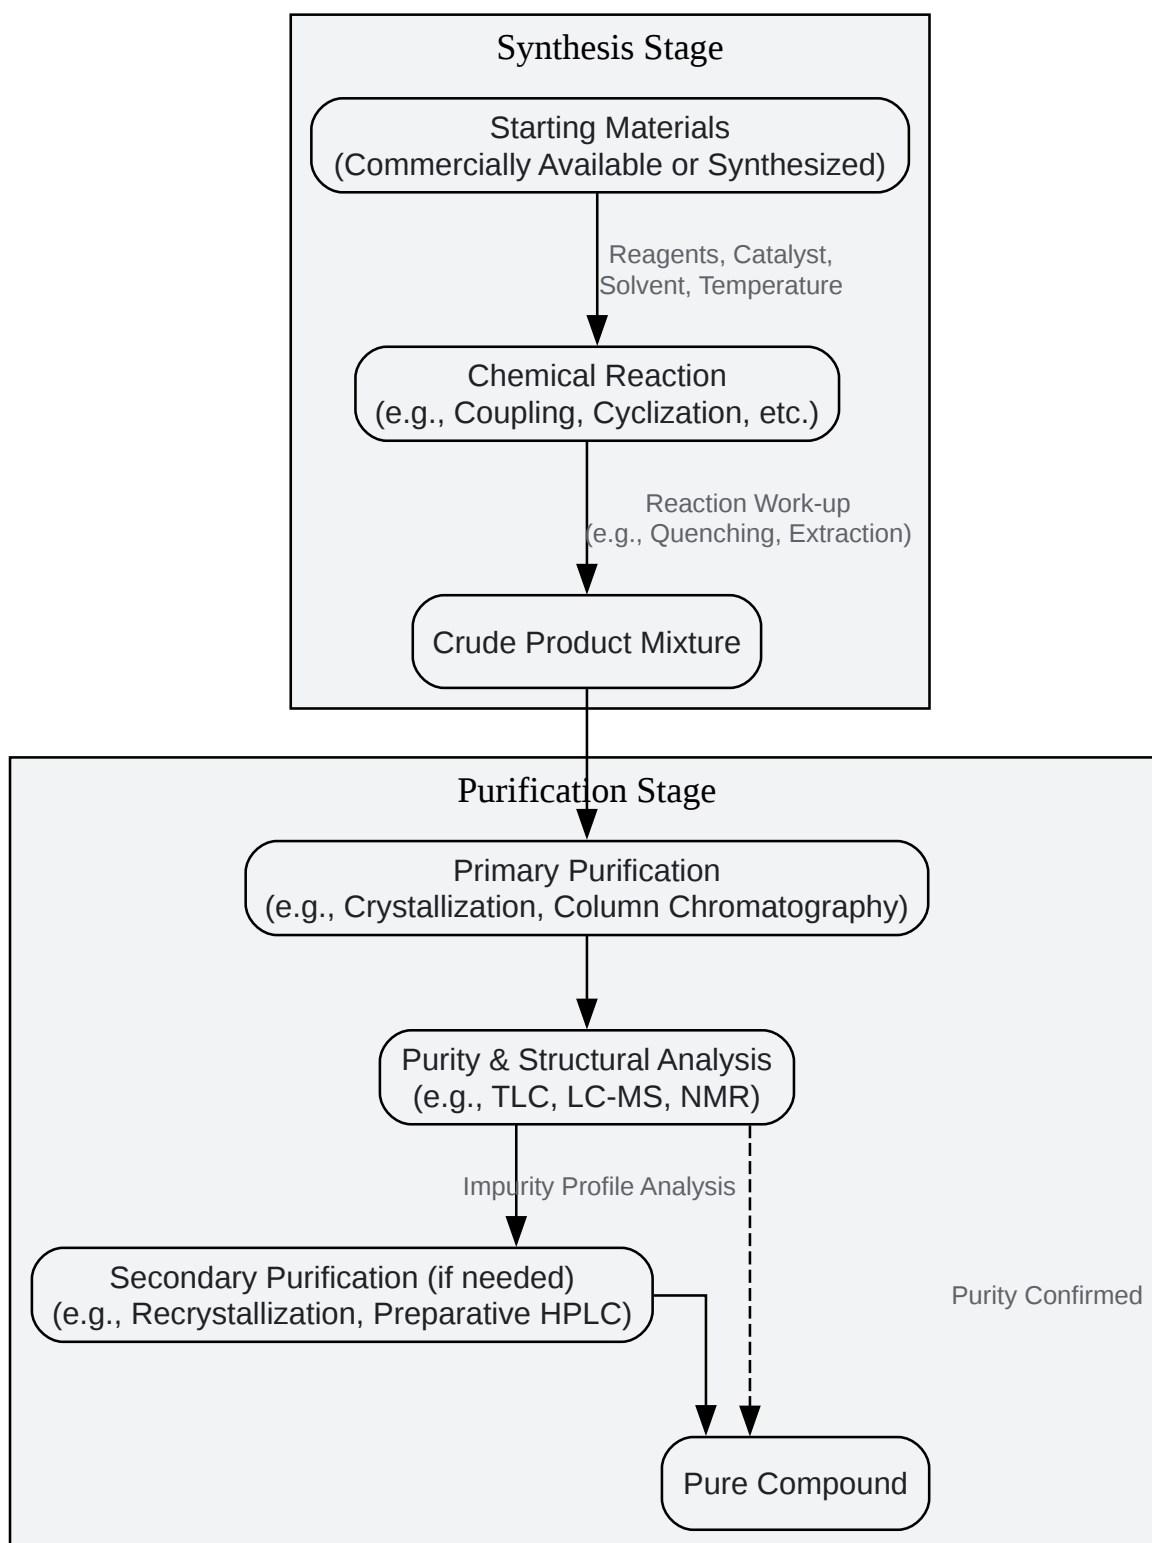 Synthesis Stage
Starting Materials
(Commercially Available or Synthesized)
Reagents, Catalyst,
Solvent, Temperature
Chemical Reaction
(e.g., Coupling, Cyclization, etc.)
Reaction Work-up
(e.g., Quenching, Extraction)
Crude Product Mixture
Purification Stage
Primary Purification
(e.g., Crystallization, Column Chromatography)
Purity & Structural Analysis
(e.g., TLC, LC-MS, NMR)
Impurity Profile Analysis
Secondary Purification (if needed)
(e.g., Recrystallization, Preparative HPLC)
Purity Confirmed
Pure Compound